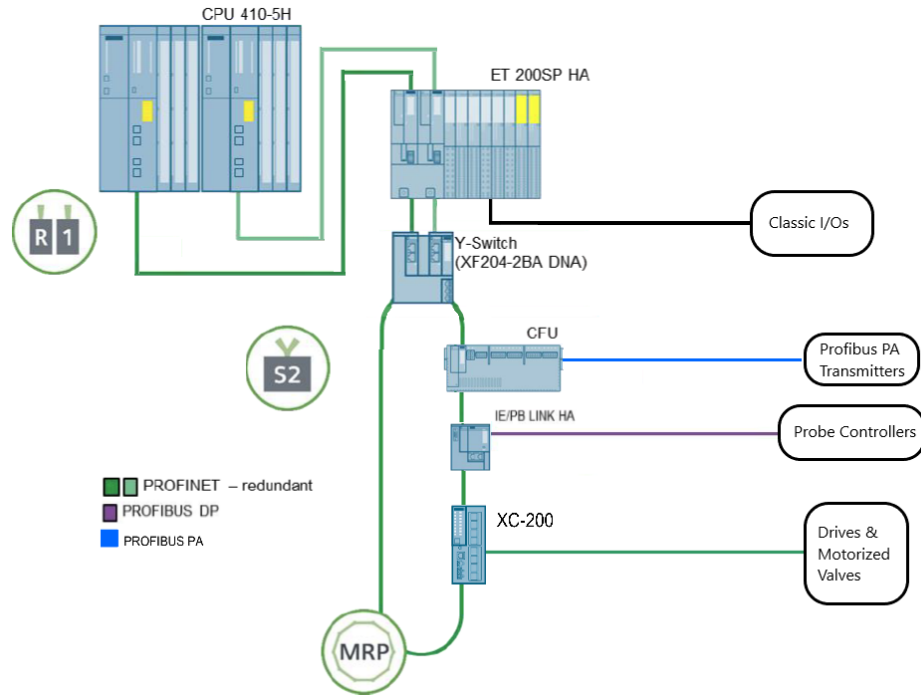 CPU 410-5H
ET 200SP HA
R 1
Classic I/Os
Y-Switch
(XF204-2BA DNA)
CFU
S2
Profibus PA
Transmitters
IE/PB LINK HA
Probe Controllers
PROFINET – redundant
PROFIBUS DP
PROFIBUS PA
XC-200
Drives &
Motorized
Valves
MRP